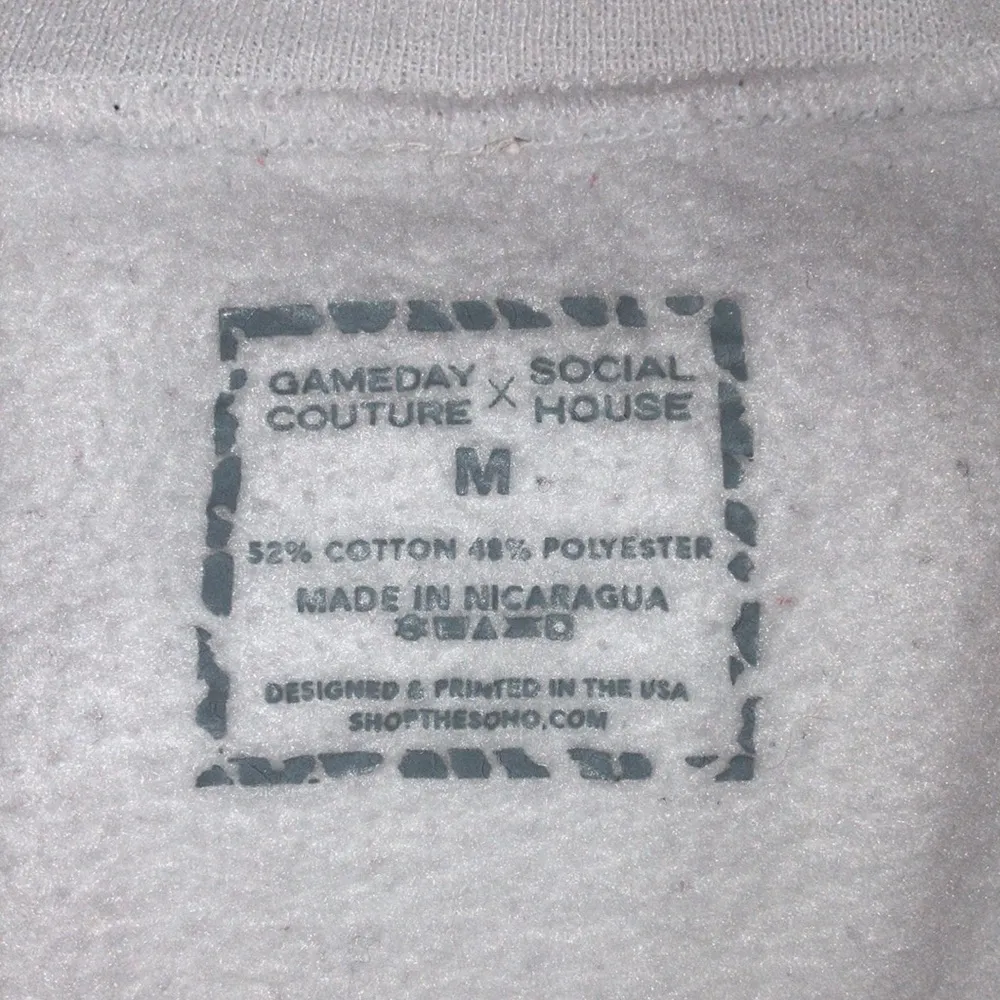 GAMEDAY COUTURE X SOCIAL HOUSE
M
52% COTTON 48% POLYESTER
MADE IN NICARAGUA
DESIGNED & PRINTED IN THE USA
SHOPTHESOHO.COM